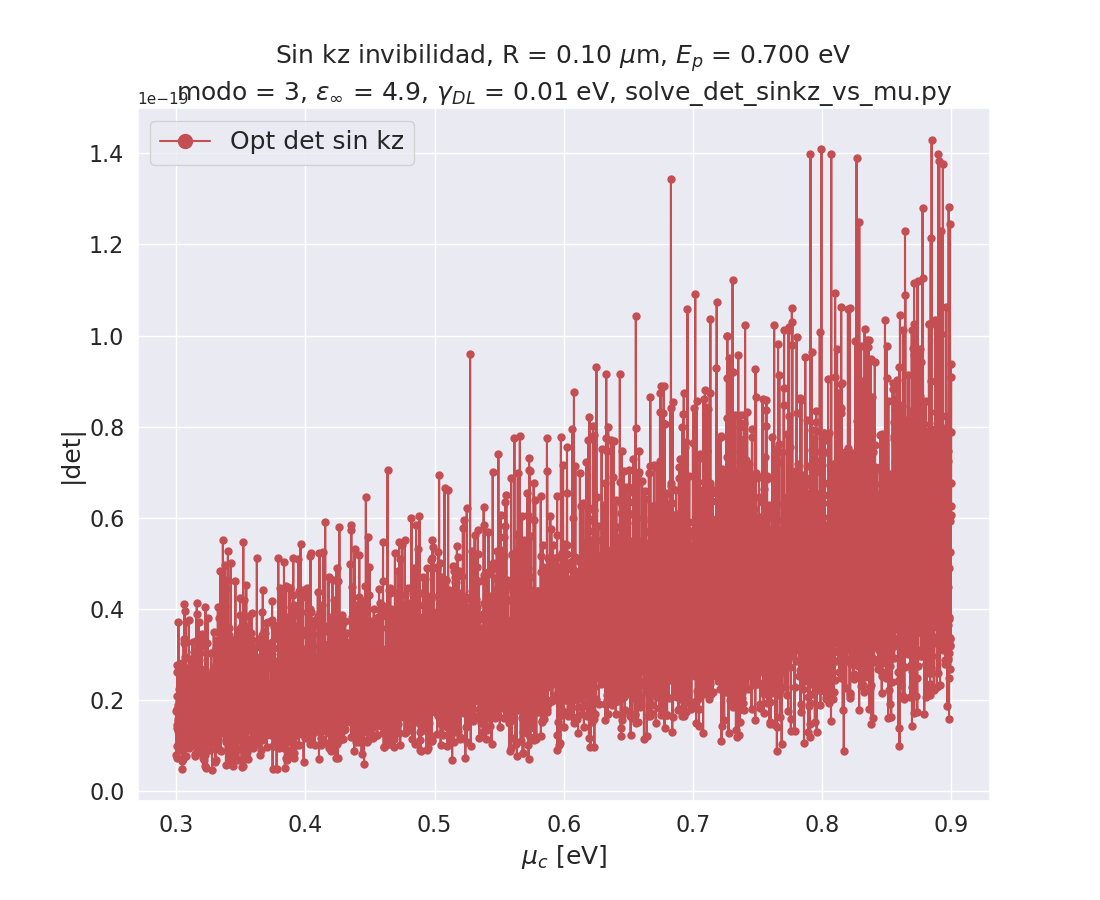 Sin kz invibilidad, R = 0.10 μm, E_p = 0.700 eV
modo = 3, ε_∞ = 4.9, γ_DL = 0.01 eV, solve_det_sinkz_vs_mu.py
1e−19
Opt det sin kz
1.4
1.2
1.0
0.8
0.6
0.4
0.2
0.0
|det|
0.3 0.4 0.5 0.6 0.7 0.8 0.9
μ_c [eV]